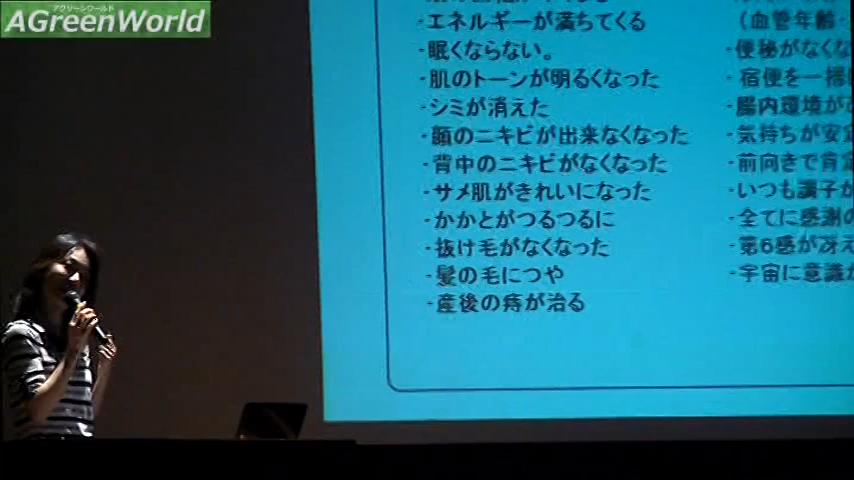 アグリーンワールド
AGreenWorld
・エネルギーが満ちてくる
・眠くならない。
・肌のトーンが明るくなった
・シミが消えた
・顔のニキビが出来なくなった
・背中のニキビがなくなった
・サメ肌がきれいになった
・かかとがつるつるに
・抜け毛がなくなった
・髪の毛につや
・産後の痔が治る
（血管年齢・
・便秘がなくな
・宿便を一掃
・腸内環境が
・気持ちが安定
・前向きで肯定
・いつも調子が
・全てに感謝の
・第6感が冴え
・宇宙に意識が